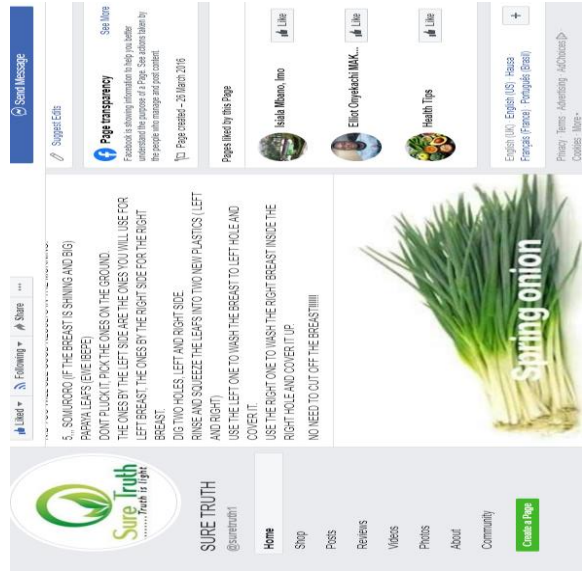 Sure Truth
.......Truth is light
SURE TRUTH
@suretruth1
Home
Shop
Posts
Reviews
Videos
Photos
About
Community
Create a Page
Liked
Following
Share
...
5... SOMURORO (IF THE BREAST IS SHINING AND BIG)
PAPAYA LEAFS (EWE IBEPE)
DONT PLUCK IT, PICK THE ONES ON THE GROUND.
THE ONES BY THE LEFT SIDE ARE THE ONES YOU WILL USE FOR
LEFT BREAST, THE ONES BY THE RIGHT SIDE FOR THE RIGHT
BREAST.
DIG TWO HOLES, LEFT AND RIGHT SIDE.
RINSE AND SQUEEZE THE LEAFS INTO TWO NEW PLASTICS ( LEFT
AND RIGHT)
USE THE LEFT ONE TO WASH THE BREAST TO LEFT HOLE AND
COVER IT.
USE THE RIGHT ONE TO WASH THE RIGHT BREAST INSIDE THE
RIGHT HOLE AND COVER IT UP.
NO NEED TO CUT OFF THE BREAST!!!!!!
Spring onion
Send Message
Suggest Edits
Page transparency
See More
Facebook is showing information to help you better
understand the purpose of a Page. See actions taken by
the people who manage and post content.
Page created – 26 March 2016
Pages liked by this Page
Isiala Mbano, Imo
Like
Elliot Onyekachi MAK...
Like
Health Tips
Like
English (UK) · English (US) · Hausa ·
Français (France) · Português (Brasil)
+
Privacy · Terms · Advertising · AdChoices ·
Cookies · More